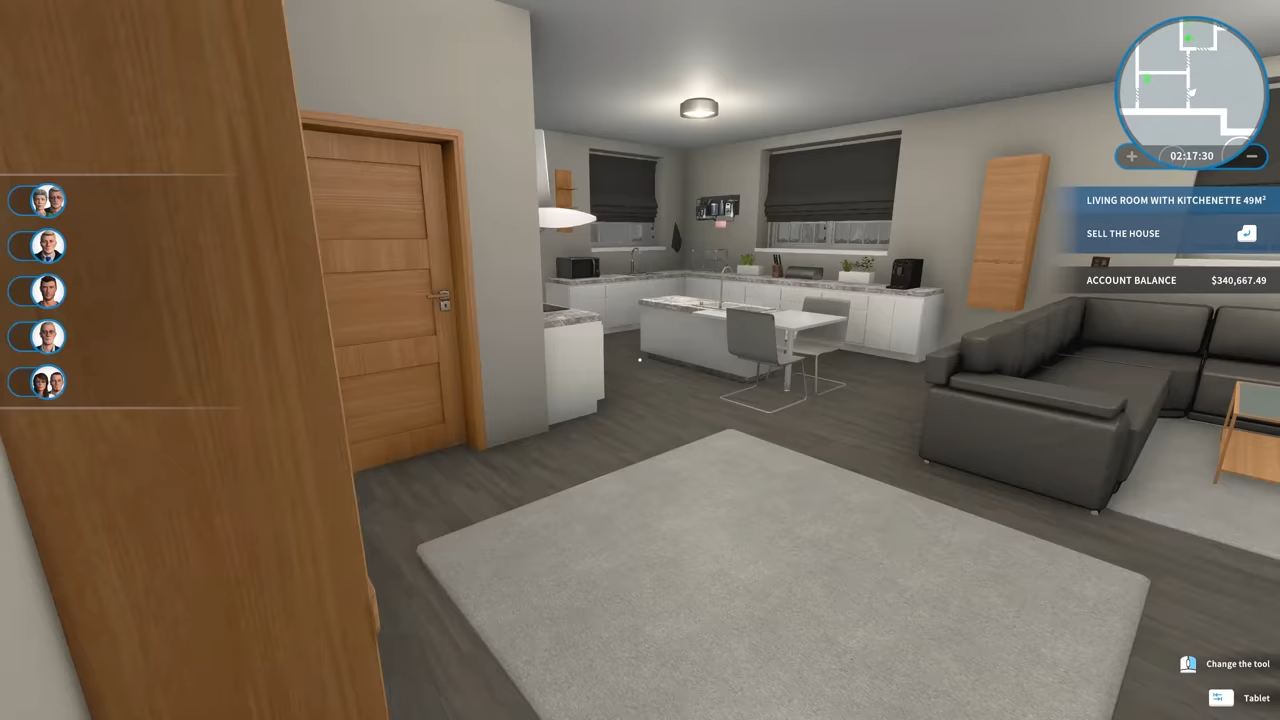 02:17:30
LIVING ROOM WITH KITCHENETTE 49M²
SELL THE HOUSE
ACCOUNT BALANCE $340,667.49
Change the tool
Tablet